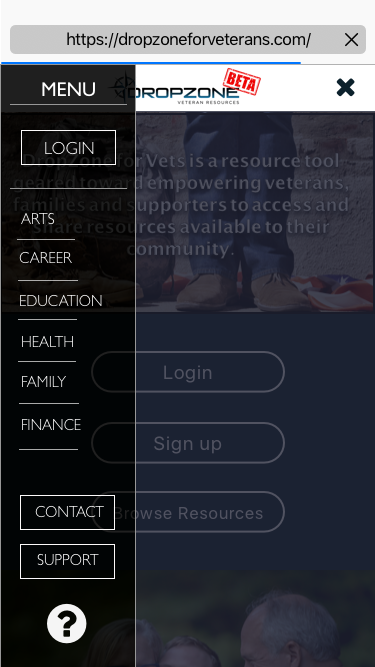 https://dropzoneforveterans.com/
MENU
DROPZONE
BETA
VETERAN RESOURCES
LOGIN
DropZone for Vets is a resource tool
geared toward empowering veterans,
families and supporters to access and
share resources available to their
community.
ARTS
CAREER
EDUCATION
HEALTH
FAMILY
FINANCE
Login
Sign up
Browse Resources
CONTACT
SUPPORT
?